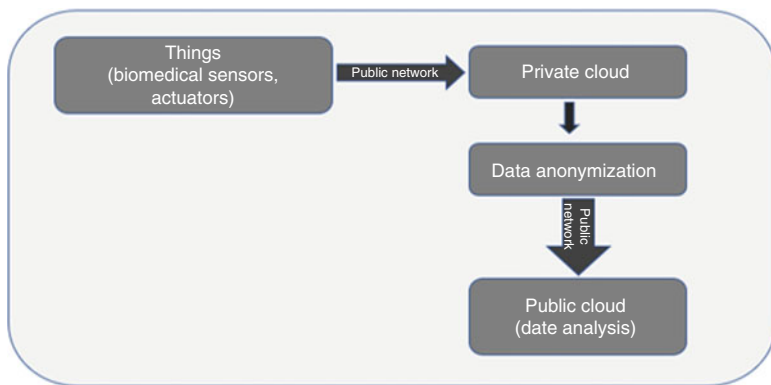 Things
(biomedical sensors,
actuators)
Public network
Private cloud
Data anonymization
Public
network
Public cloud
(date analysis)